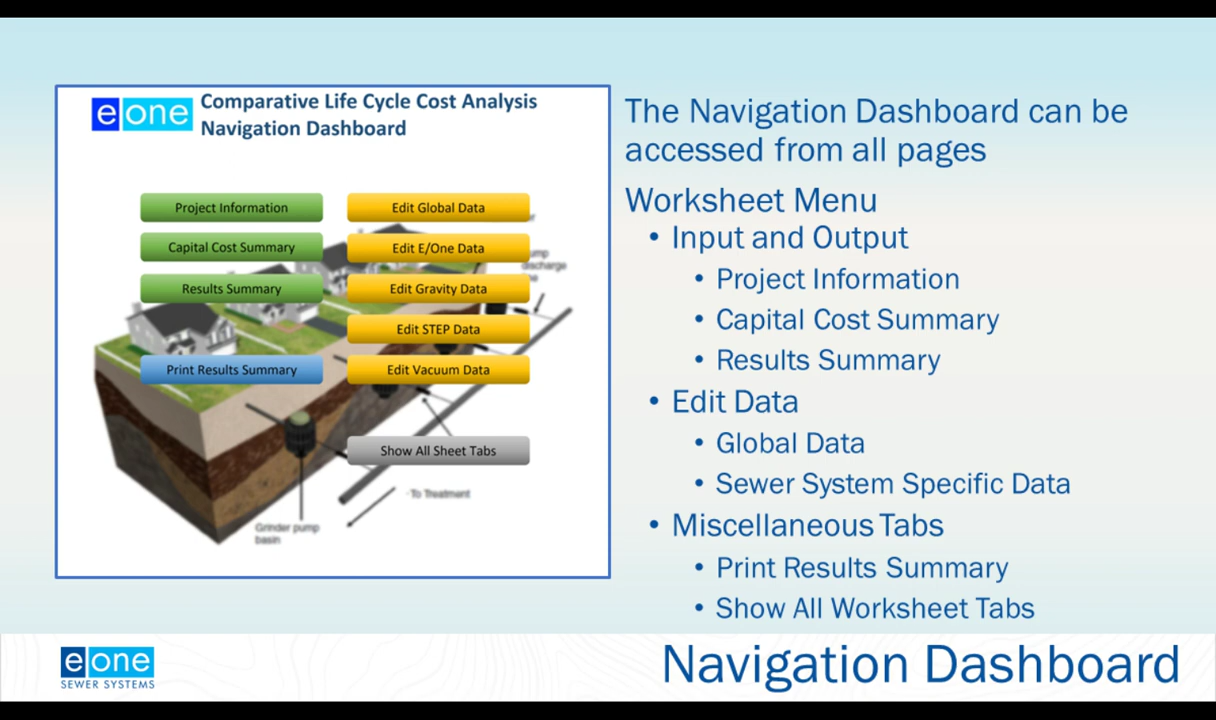 e one
Comparative Life Cycle Cost Analysis
Navigation Dashboard
Project Information
Edit Global Data
Capital Cost Summary
Edit E/One Data
Results Summary
Edit Gravity Data
Edit STEP Data
Print Results Summary
Edit Vacuum Data
Show All Sheet Tabs
discharge
To Treatment
Grinder pump
basin
The Navigation Dashboard can be
accessed from all pages
Worksheet Menu
• Input and Output
• Project Information
• Capital Cost Summary
• Results Summary
• Edit Data
• Global Data
• Sewer System Specific Data
• Miscellaneous Tabs
• Print Results Summary
• Show All Worksheet Tabs
e one
SEWER SYSTEMS
Navigation Dashboard